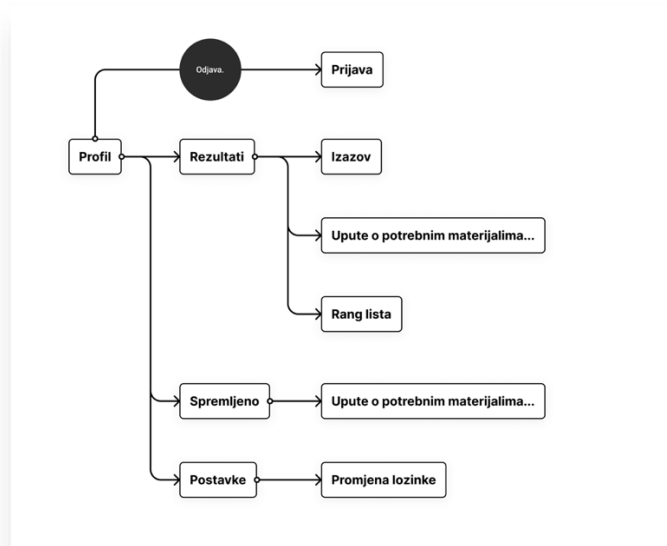 Odjava.
Prijava
Profil
Rezultati
Izazov
Upute o potrebnim materijalima...
Rang lista
Spremljeno
Upute o potrebnim materijalima...
Postavke
Promjena lozinke